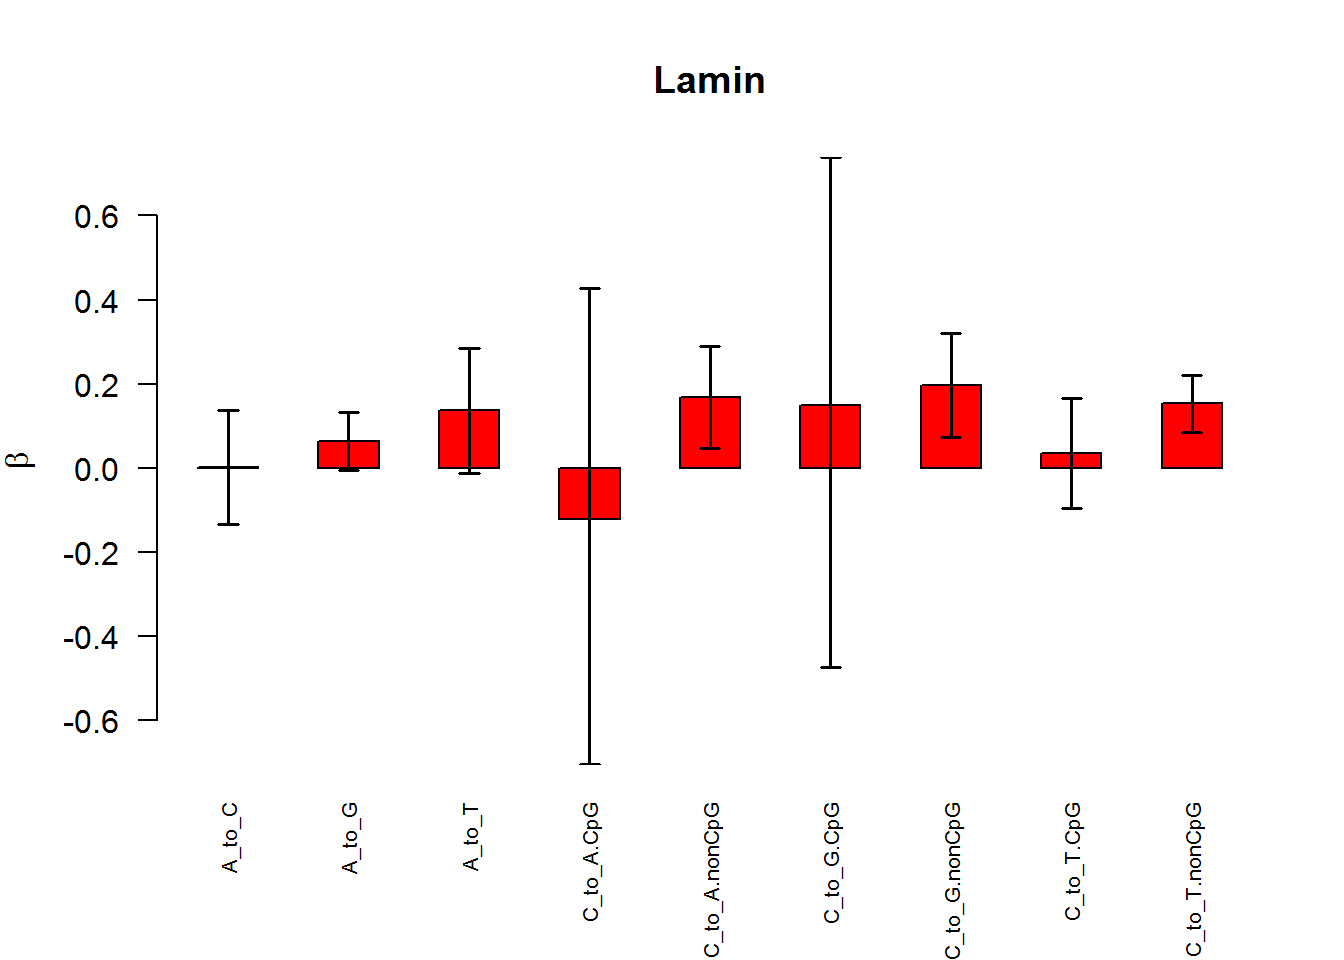 Lamin
β
0.6
0.4
0.2
0.0
-0.2
-0.4
-0.6
A_to_C
A_to_G
A_to_T
C_to_A.CpG
C_to_A.nonCpG
C_to_G.CpG
C_to_G.nonCpG
C_to_T.CpG
C_to_T.nonCpG